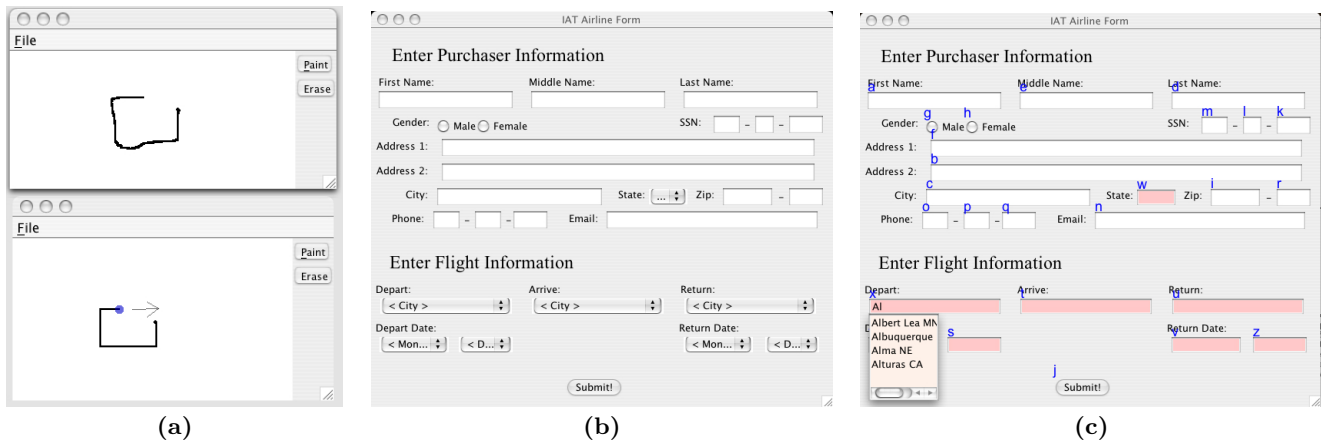 File
Paint
Erase
File
Paint
Erase
(a)
IAT Airline Form
Enter Purchaser Information
First Name: Middle Name: Last Name:
Gender: Male Female SSN: - -
Address 1:
Address 2:
City: State: ... Zip: -
Phone: - - Email:
Enter Flight Information
Depart: Arrive: Return:
< City > < City > < City >
Depart Date: Return Date:
< Mon... < D... < Mon... < D...
Submit!
(b)
IAT Airline Form
Enter Purchaser Information
First Name: Middle Name: Last Name:
a e d
g h m l k
Gender: Male Female SSN: - -
f
Address 1:
b
Address 2:
c w i r
City: State: Zip: -
o p q n
Phone: - - Email:
Enter Flight Information
Depart: Arrive: Return:
x t u
Al
Albert Lea MN
Albuquerque
Alma NE
Alturas CA
Return Date:
s y z
j
Submit!
(c)